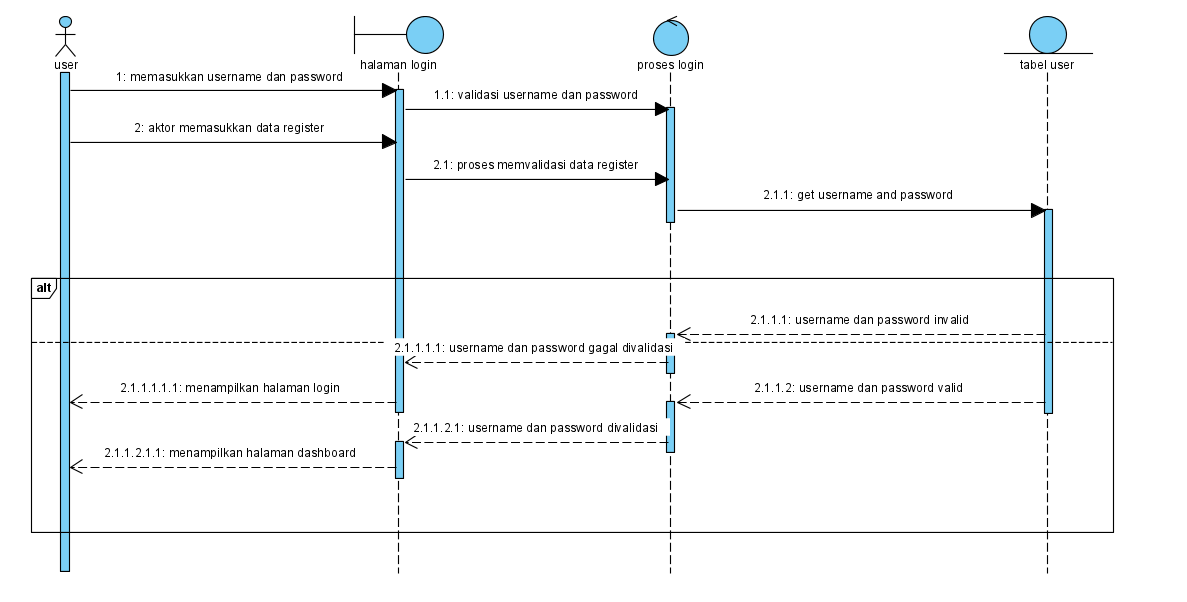 user
halaman login
proses login
tabel user
1: memasukkan username dan password
1.1: validasi username dan password
2: aktor memasukkan data register
2.1: proses memvalidasi data register
2.1.1: get username and password
alt
2.1.1.1: username dan password invalid
2.1.1.1.1: username dan password gagal divalidasi
2.1.1.1.1.1: menampilkan halaman login
2.1.1.2: username dan password valid
2.1.1.2.1: username dan password divalidasi
2.1.1.2.1.1: menampilkan halaman dashboard